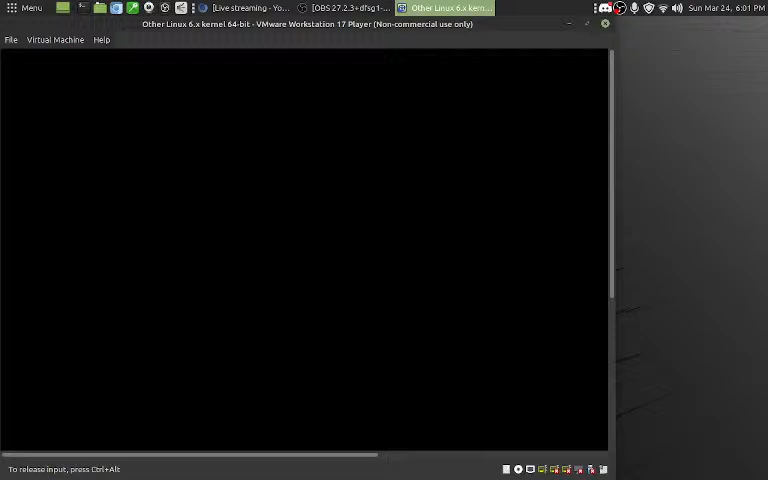 Menu
[Live streaming - Yo...
[OBS 27.2.3+dfsg1-...
Other Linux 6.x kern...
Sun Mar 24, 6:01 PM
Other Linux 6.x kernel 64-bit - VMware Workstation 17 Player (Non-commercial use only)
File Virtual Machine Help
To release input, press Ctrl+Alt